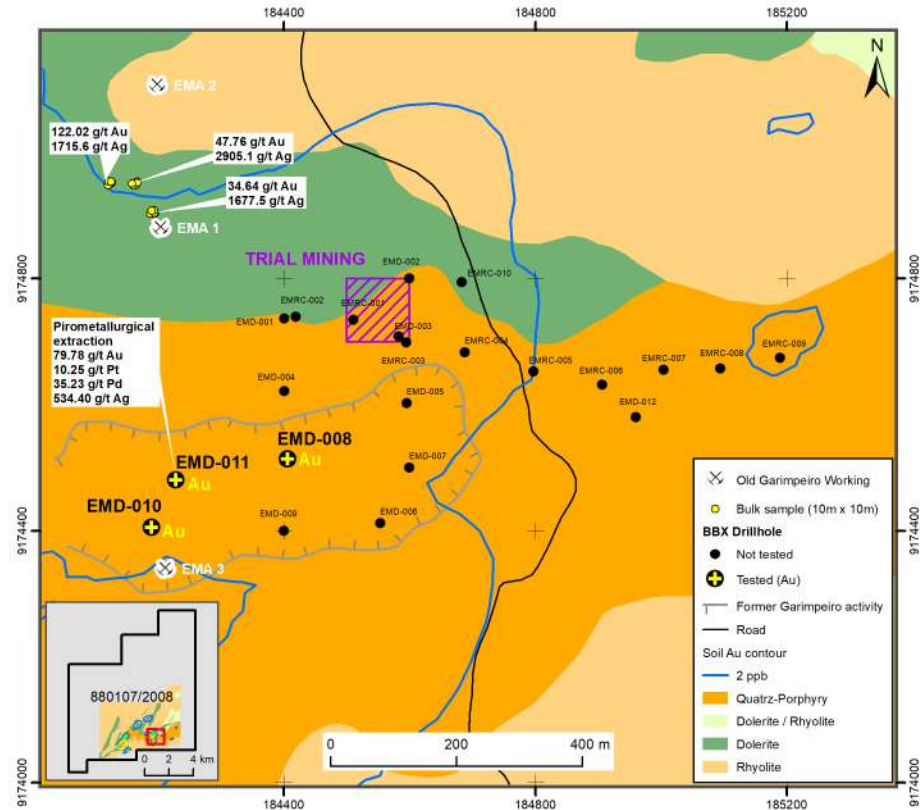 184400
184800
185200
N
EMA 2
122.02 g/t Au
1715.6 g/t Ag
47.76 g/t Au
2905.1 g/t Ag
34.64 g/t Au
1677.5 g/t Ag
EMA 1
TRIAL MINING
EMD-002
EMRC-010
9174800
9174800
EMRC-002
EMRC-001
EMD-001
EMD-003
EMRC-004
EMRC-003
EMRC-005
EMRC-006
EMRC-007
EMRC-008
EMRC-009
Pirometallurgical
extraction
79.78 g/t Au
10.25 g/t Pt
35.23 g/t Pd
534.40 g/t Ag
EMD-004
EMD-005
EMD-012
EMD-008
Au
EMD-007
EMD-011
Au
EMD-010
Au
EMD-009
EMD-006
9174400
9174400
EMA 3
Old Garimpeiro Working
Bulk sample (10m x 10m)
BBX Drillhole
Not tested
Tested (Au)
Former Garimpeiro activity
Road
Soil Au contour
2 ppb
Quatrz-Porphyry
Dolerite / Rhyolite
Dolerite
Rhyolite
880107/2008
0 2 4 km
0 200 400 m
9174000
9174000
184400
184800
185200